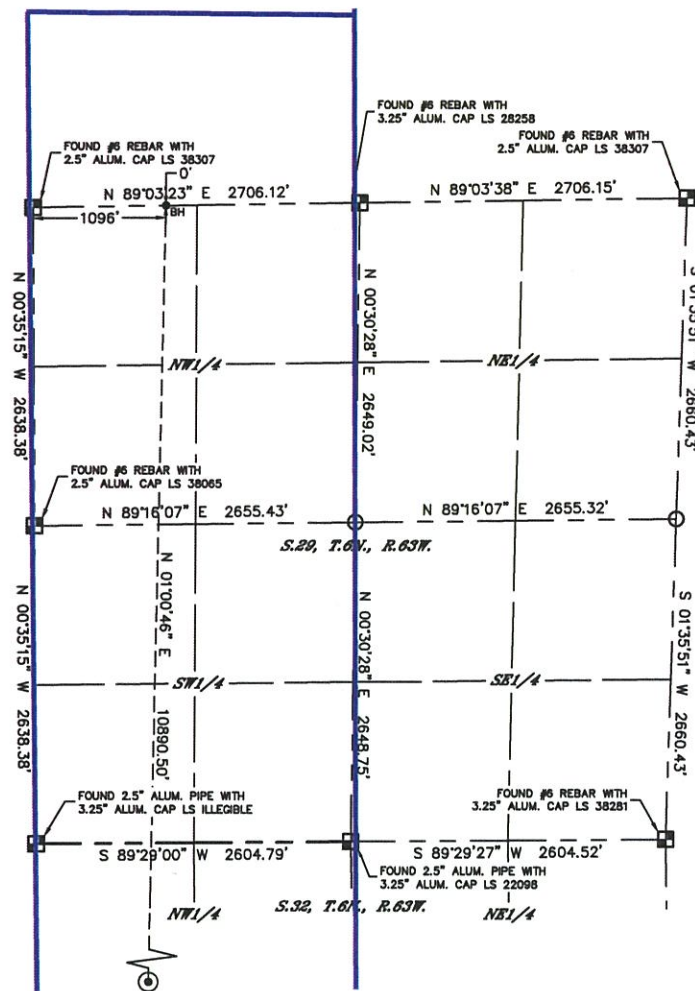 FOUND #6 REBAR WITH
3.25" ALUM. CAP LS 28258
FOUND #6 REBAR WITH
2.5" ALUM. CAP LS 38307
FOUND #6 REBAR WITH
2.5" ALUM. CAP LS 38307
0'
N 89°03'23" E 2706.12'
N 89°03'38" E 2706.15'
1096'
BH
N 00°35'15" W 2638.38'
N 00°30'28" E 2649.02'
S 01°35'51" W 2660.43'
NW1/4
NE1/4
FOUND #6 REBAR WITH
2.5" ALUM. CAP LS 38065
N 89°16'07" E 2655.43'
N 89°16'07" E 2655.32'
S.29, T.6N., R.63W.
N 00°35'15" W 2638.38'
N 01°00'46" E 10890.50'
N 00°30'28" E 2648.75'
S 01°35'51" W 2660.43'
SW1/4
SE1/4
FOUND 2.5" ALUM. PIPE WITH
3.25" ALUM. CAP LS ILLEGIBLE
FOUND #6 REBAR WITH
3.25" ALUM. CAP LS 38281
S 89°29'00" W 2604.79'
S 89°29'27" W 2604.52'
FOUND 2.5" ALUM. PIPE WITH
3.25" ALUM. CAP LS 22098
S.32, T.6N., R.63W.
NW1/4
NE1/4